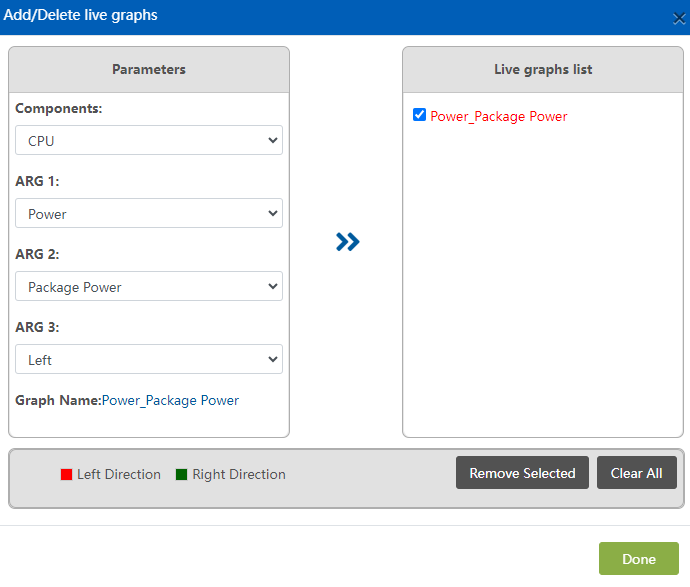 Add/Delete live graphs
Parameters
Components:
CPU
ARG 1:
Power
ARG 2:
Package Power
ARG 3:
Left
Graph Name:Power_Package Power
Live graphs list
Power_Package Power
Left Direction
Right Direction
Remove Selected
Clear All
Done